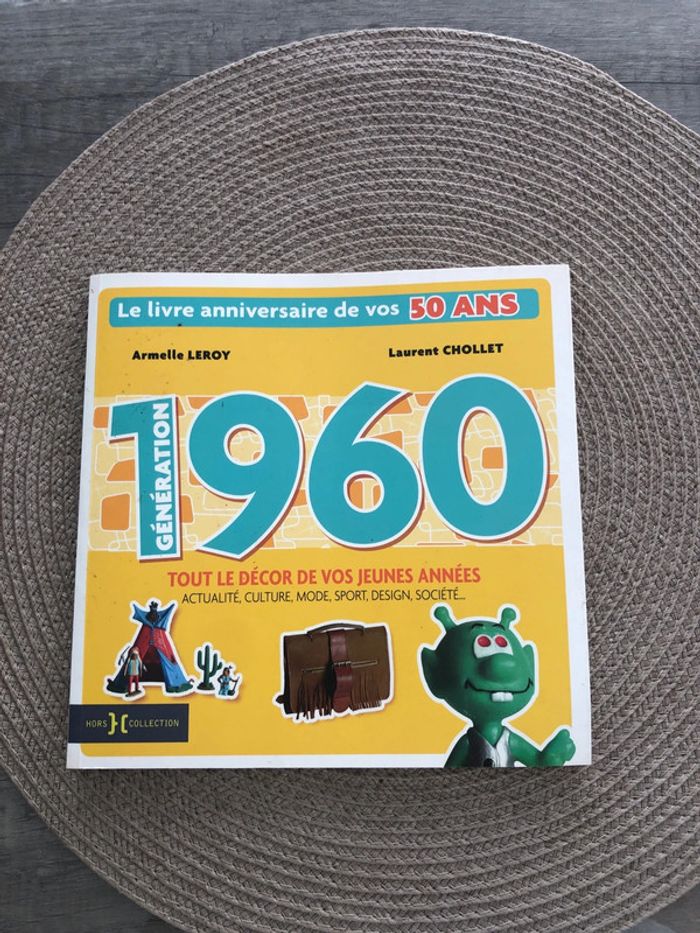 Le livre anniversaire de vos 50 ANS
Armelle LEROY
Laurent CHOLLET
GÉNÉRATION
1960
TOUT LE DÉCOR DE VOS JEUNES ANNÉES
ACTUALITÉ, CULTURE, MODE, SPORT, DESIGN, SOCIÉTÉ...
HORS COLLECTION